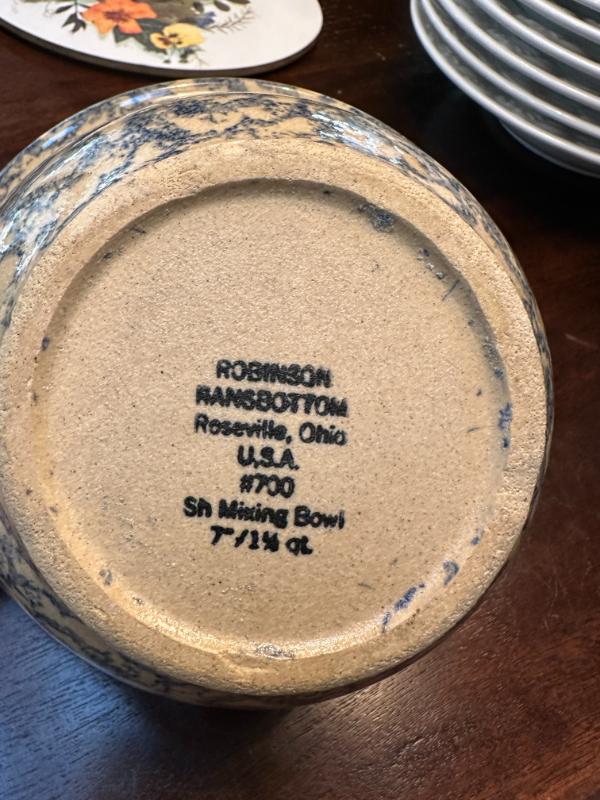 ROBINSON
RANSBOTTOM
Roseville, Ohio
U.S.A.
#700
Sh Mixing Bowl
7"/1½ qt.